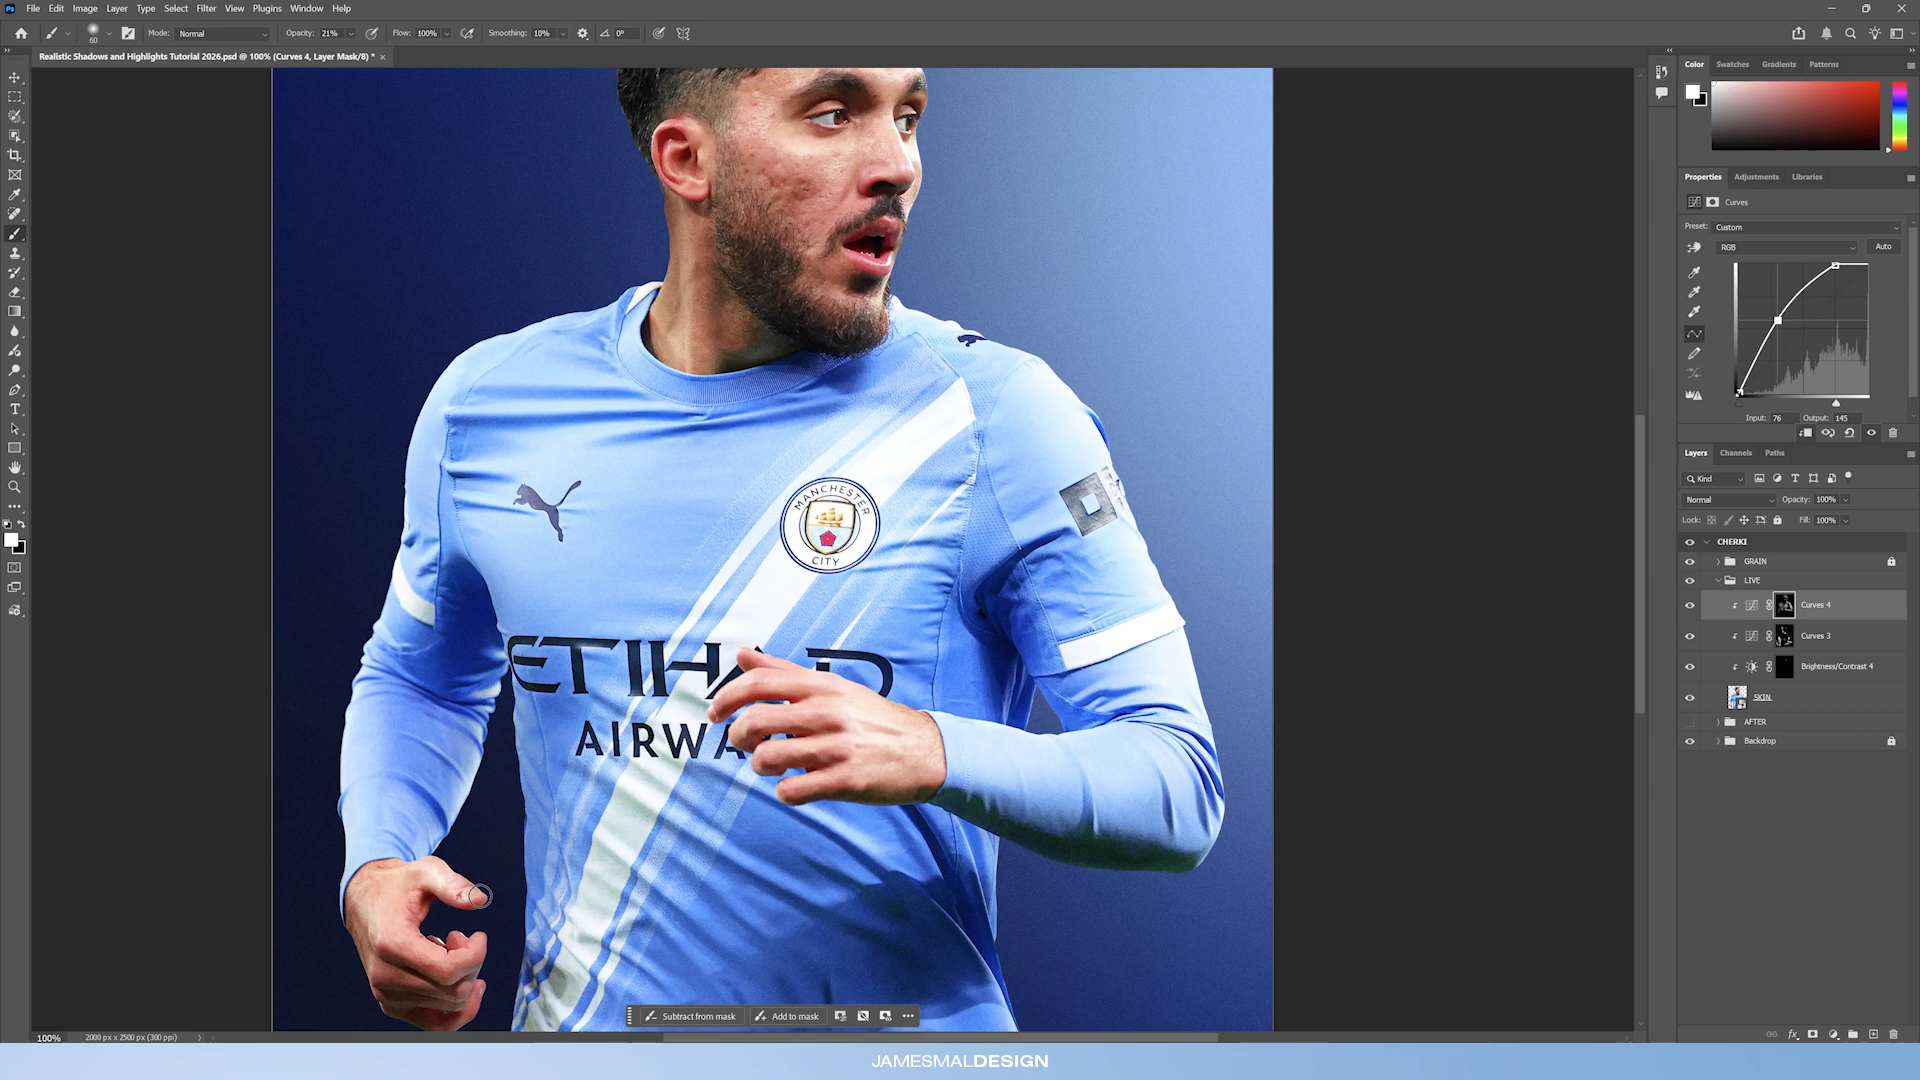 Ps File Edit Image Layer Type Select Filter View Plugins Window Help
60 Mode: Normal Opacity: 21% Flow: 100% Smoothing: 10% 0°
Realistic Shadows and Highlights Tutorial 2026.psd @ 100% (Curves 4, Layer Mask/8) *
Color Swatches Gradients Patterns
Properties Adjustments Libraries
Curves
Preset: Custom
RGB Auto
Input: 76 Output: 145
Layers Channels Paths
Kind
Normal Opacity: 100%
Lock: Fill: 100%
CHERKI
GRAIN
LIVE
Curves 4
Curves 3
Brightness/Contrast 4
SKIN
AFTER
Backdrop
MANCHESTER
CITY
ETIHAD
AIRWA
Subtract from mask Add to mask
100% 2000 px x 2500 px (300 ppi)
JAMESMALDESIGN